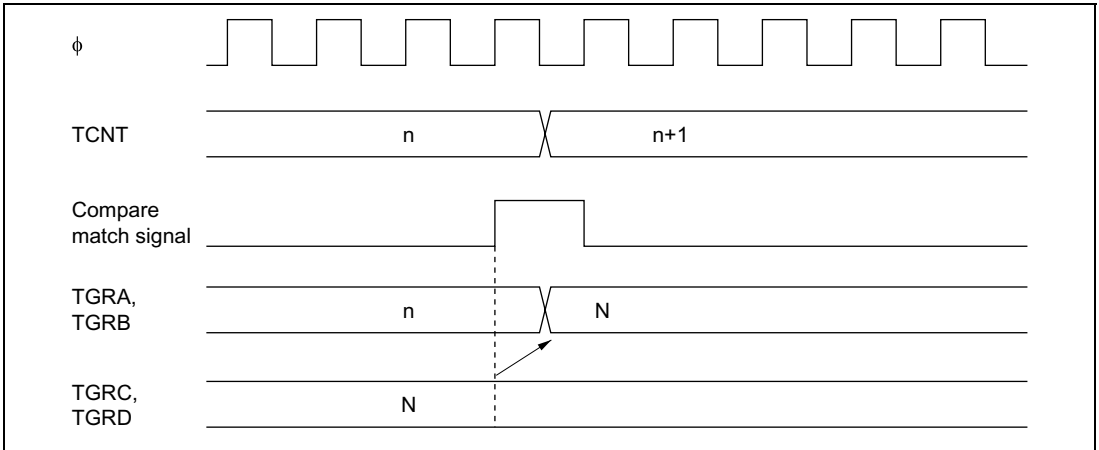 ϕ
TCNT
n
n+1
Compare
match signal
TGRA,
TGRB
n
N
TGRC,
TGRD
N